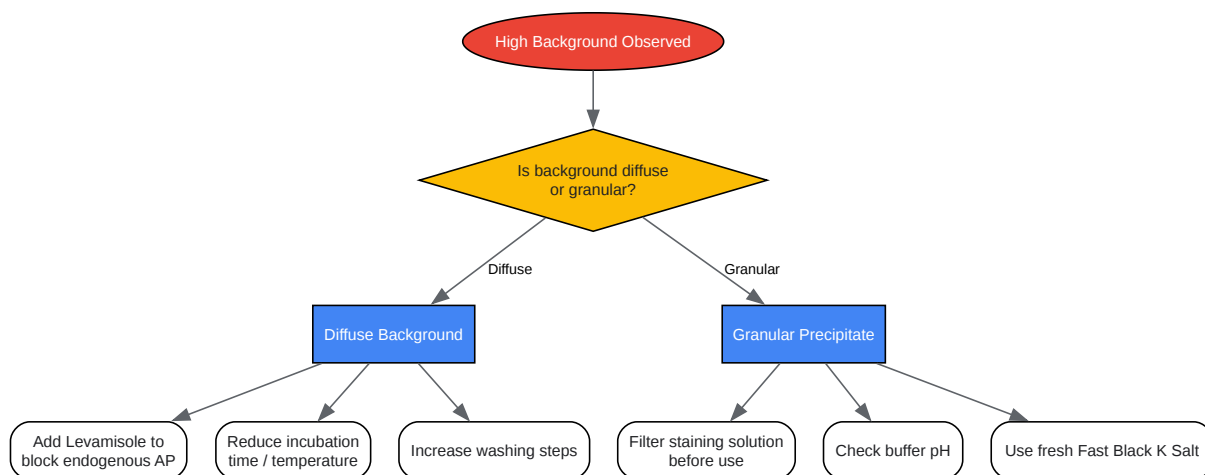 High Background Observed
Is background diffuse
or granular?
Diffuse
Granular
Diffuse Background
Granular Precipitate
Add Levamisole to
block endogenous AP
Reduce incubation
time / temperature
Increase washing steps
Filter staining solution
before use
Check buffer pH
Use fresh Fast Black K Salt